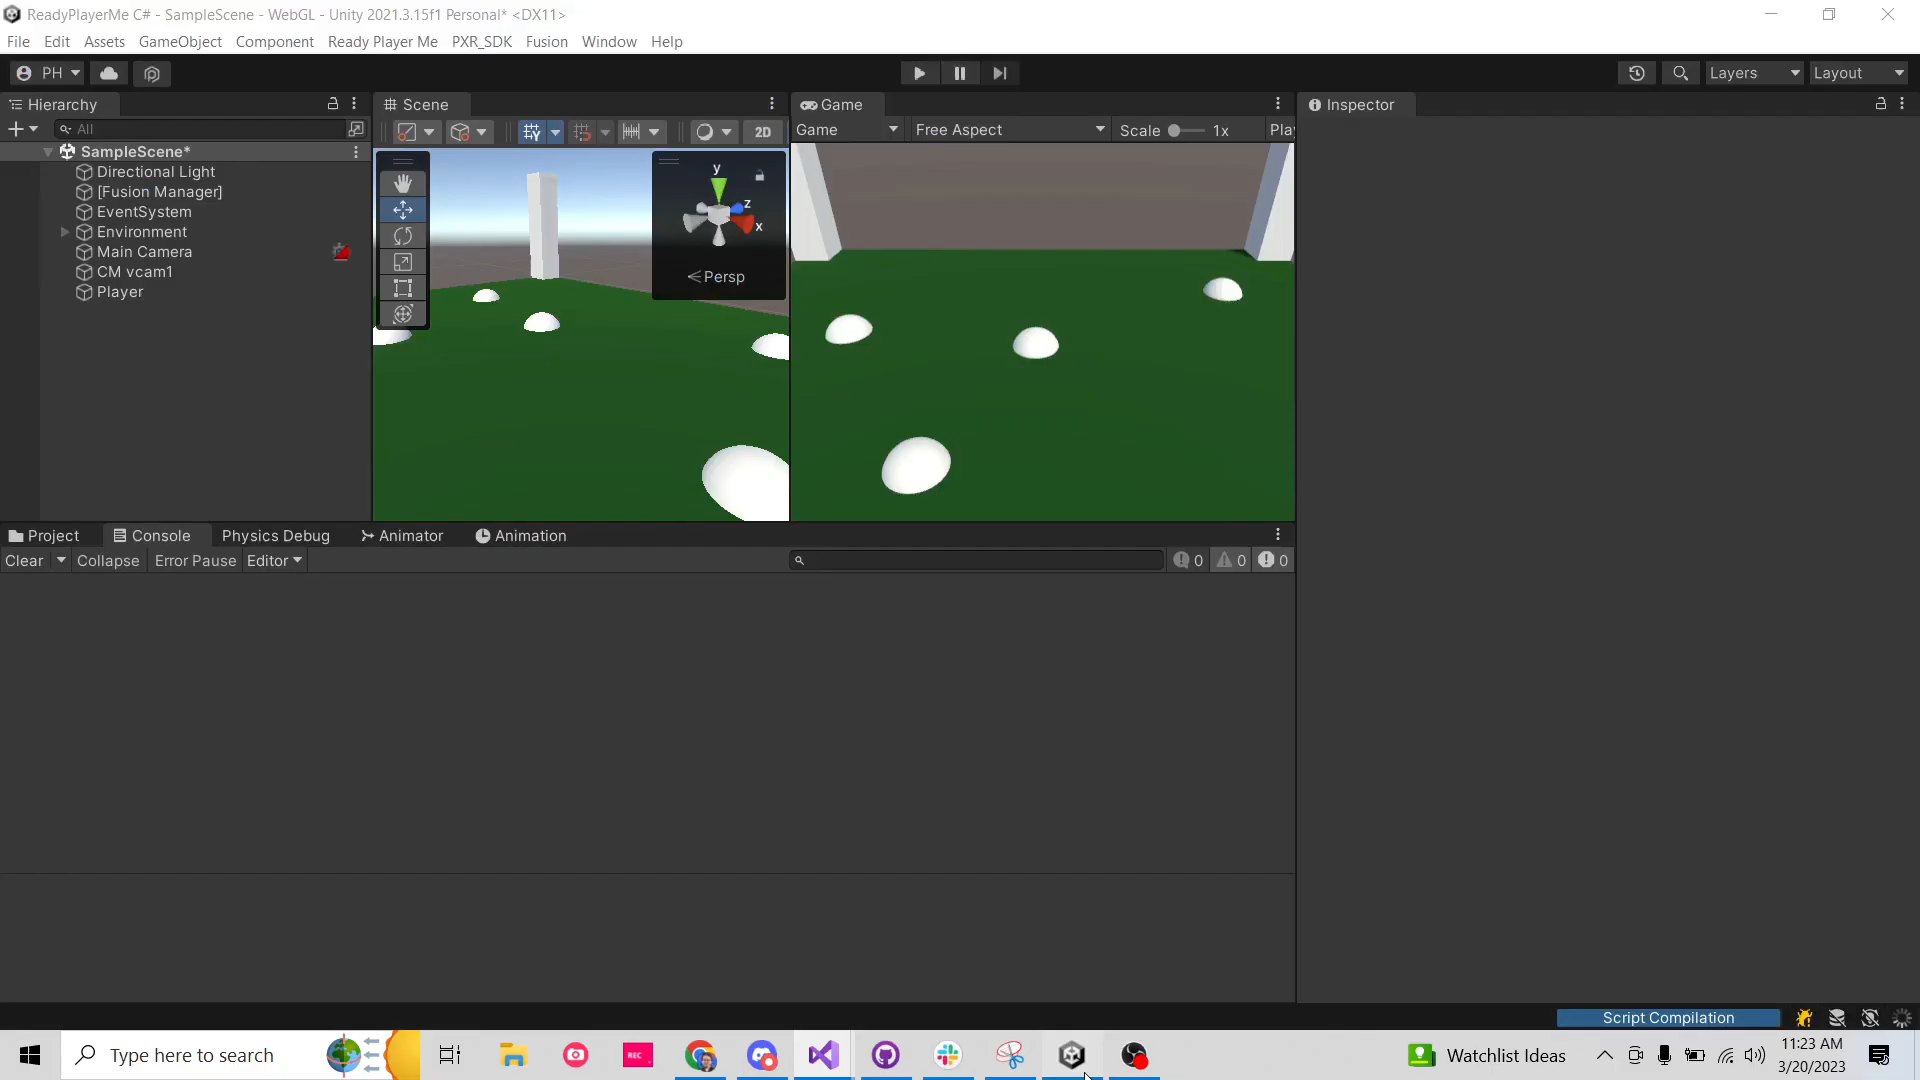 ReadyPlayerMe C# - SampleScene - WebGL - Unity 2021.3.15f1 Personal* <DX11>
File Edit Assets GameObject Component Ready Player Me PXR_SDK Fusion Window Help
PH Layers Layout
Hierarchy
All
SampleScene*
Directional Light
[Fusion Manager]
EventSystem
Environment
Main Camera
CM vcam1
Player
Scene
2D
y
z
x
Persp
Game
Game Free Aspect Scale 1x Pla
Inspector
Project Console Physics Debug Animator Animation
Clear Collapse Error Pause Editor 0 0 0
Script Compilation
Type here to search
REC
Watchlist Ideas
11:23 AM
3/20/2023